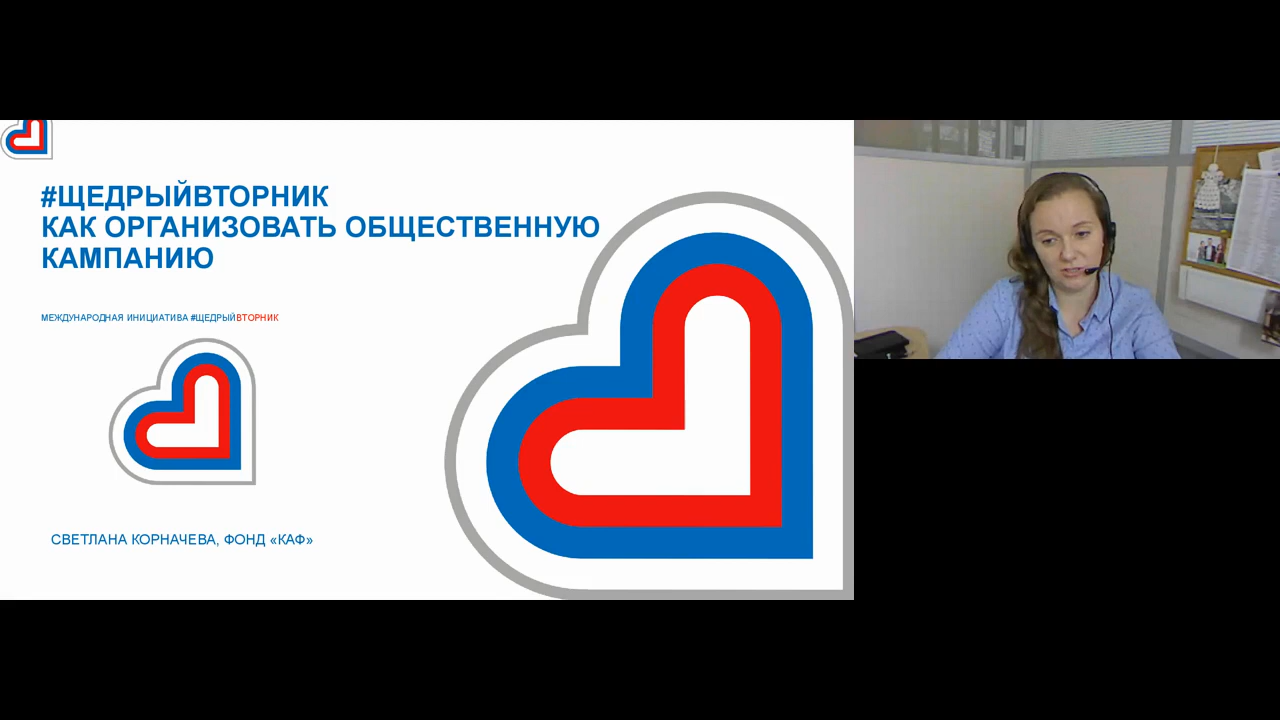 #ЩЕДРЫЙВТОРНИК
КАК ОРГАНИЗОВАТЬ ОБЩЕСТВЕННУЮ
КАМПАНИЮ
МЕЖДУНАРОДНАЯ ИНИЦИАТИВА #ЩЕДРЫЙВТОРНИК
СВЕТЛАНА КОРНАЧЕВА, ФОНД «КАФ»